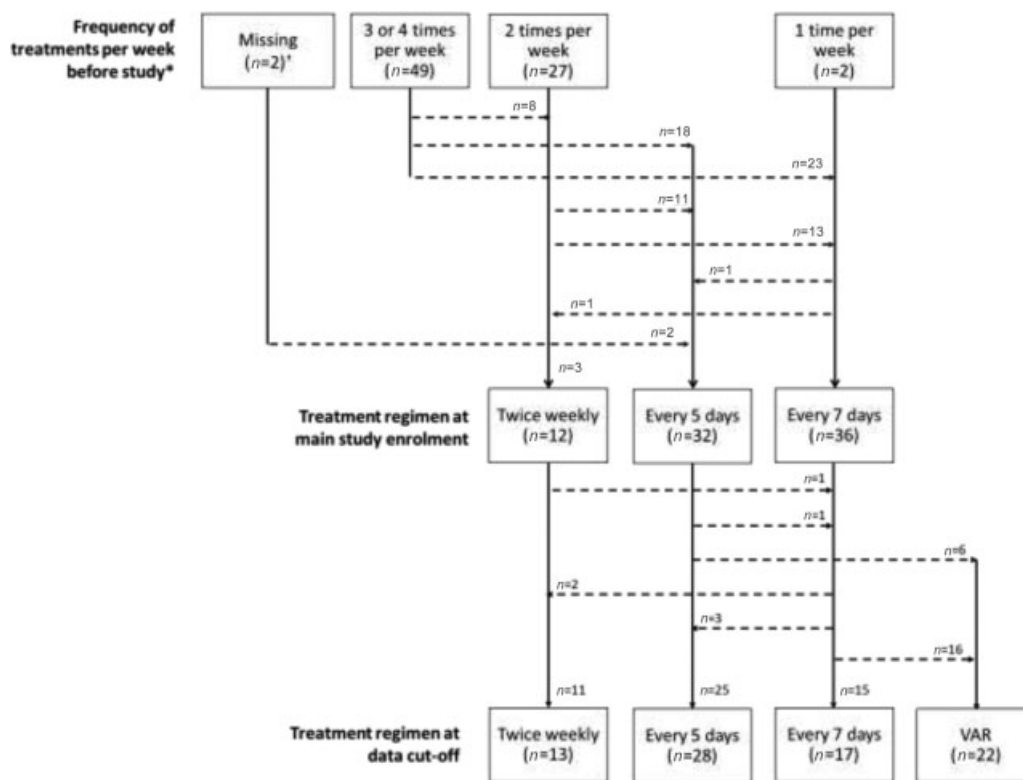 Frequency of
treatments per week
before study*
Missing
(n=2)†
3 or 4 times
per week
(n=49)
2 times per
week
(n=27)
1 time per
week
(n=2)
n=8
n=18
n=23
n=11
n=13
n=1
n=1
n=2
n=3
Treatment regimen at
main study enrolment
Twice weekly
(n=12)
Every 5 days
(n=32)
Every 7 days
(n=36)
n=1
n=1
n=6
n=2
n=3
n=16
n=11
n=25
n=15
Treatment regimen at
data cut-off
Twice weekly
(n=13)
Every 5 days
(n=28)
Every 7 days
(n=17)
VAR
(n=22)